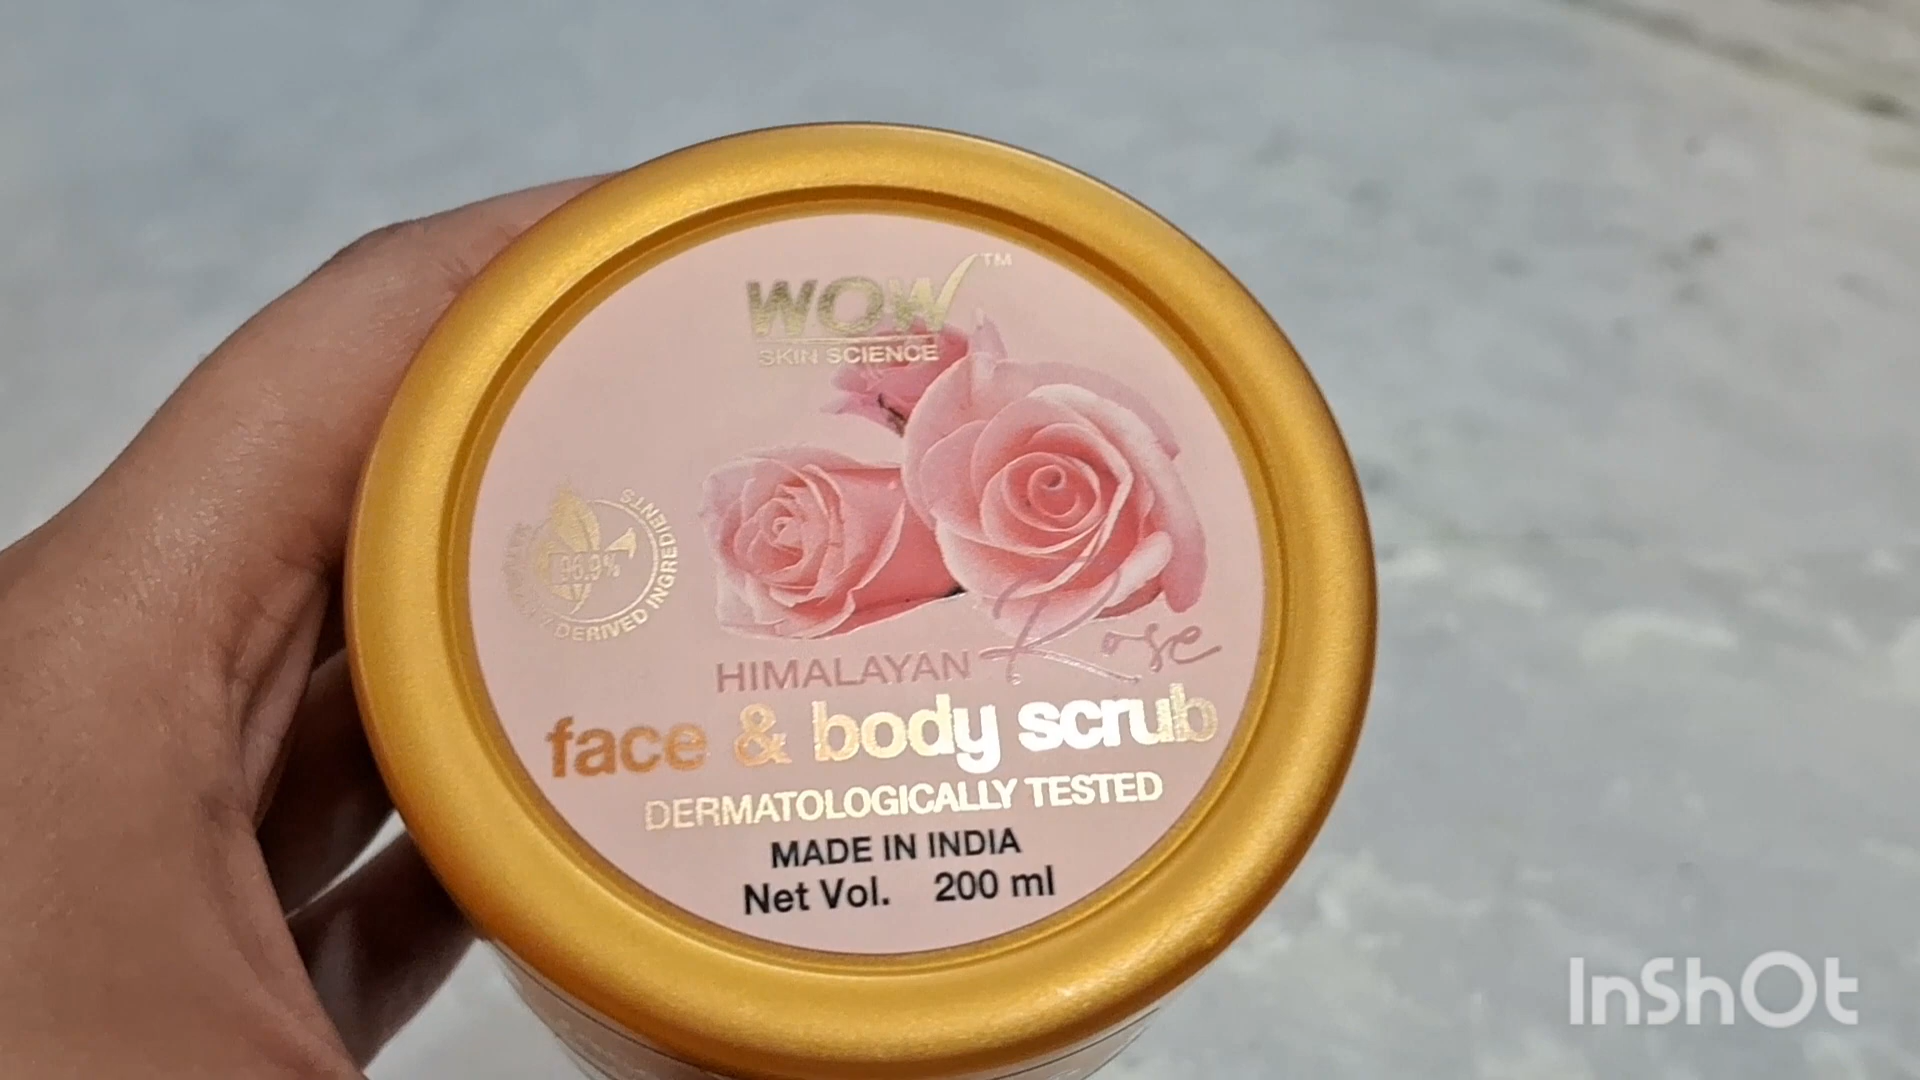 WOW™
SKIN SCIENCE
96.9%
DERIVED INGREDIENTS
HIMALAYAN Rose
face & body scrub
DERMATOLOGICALLY TESTED
MADE IN INDIA
Net Vol. 200 ml
InShOt